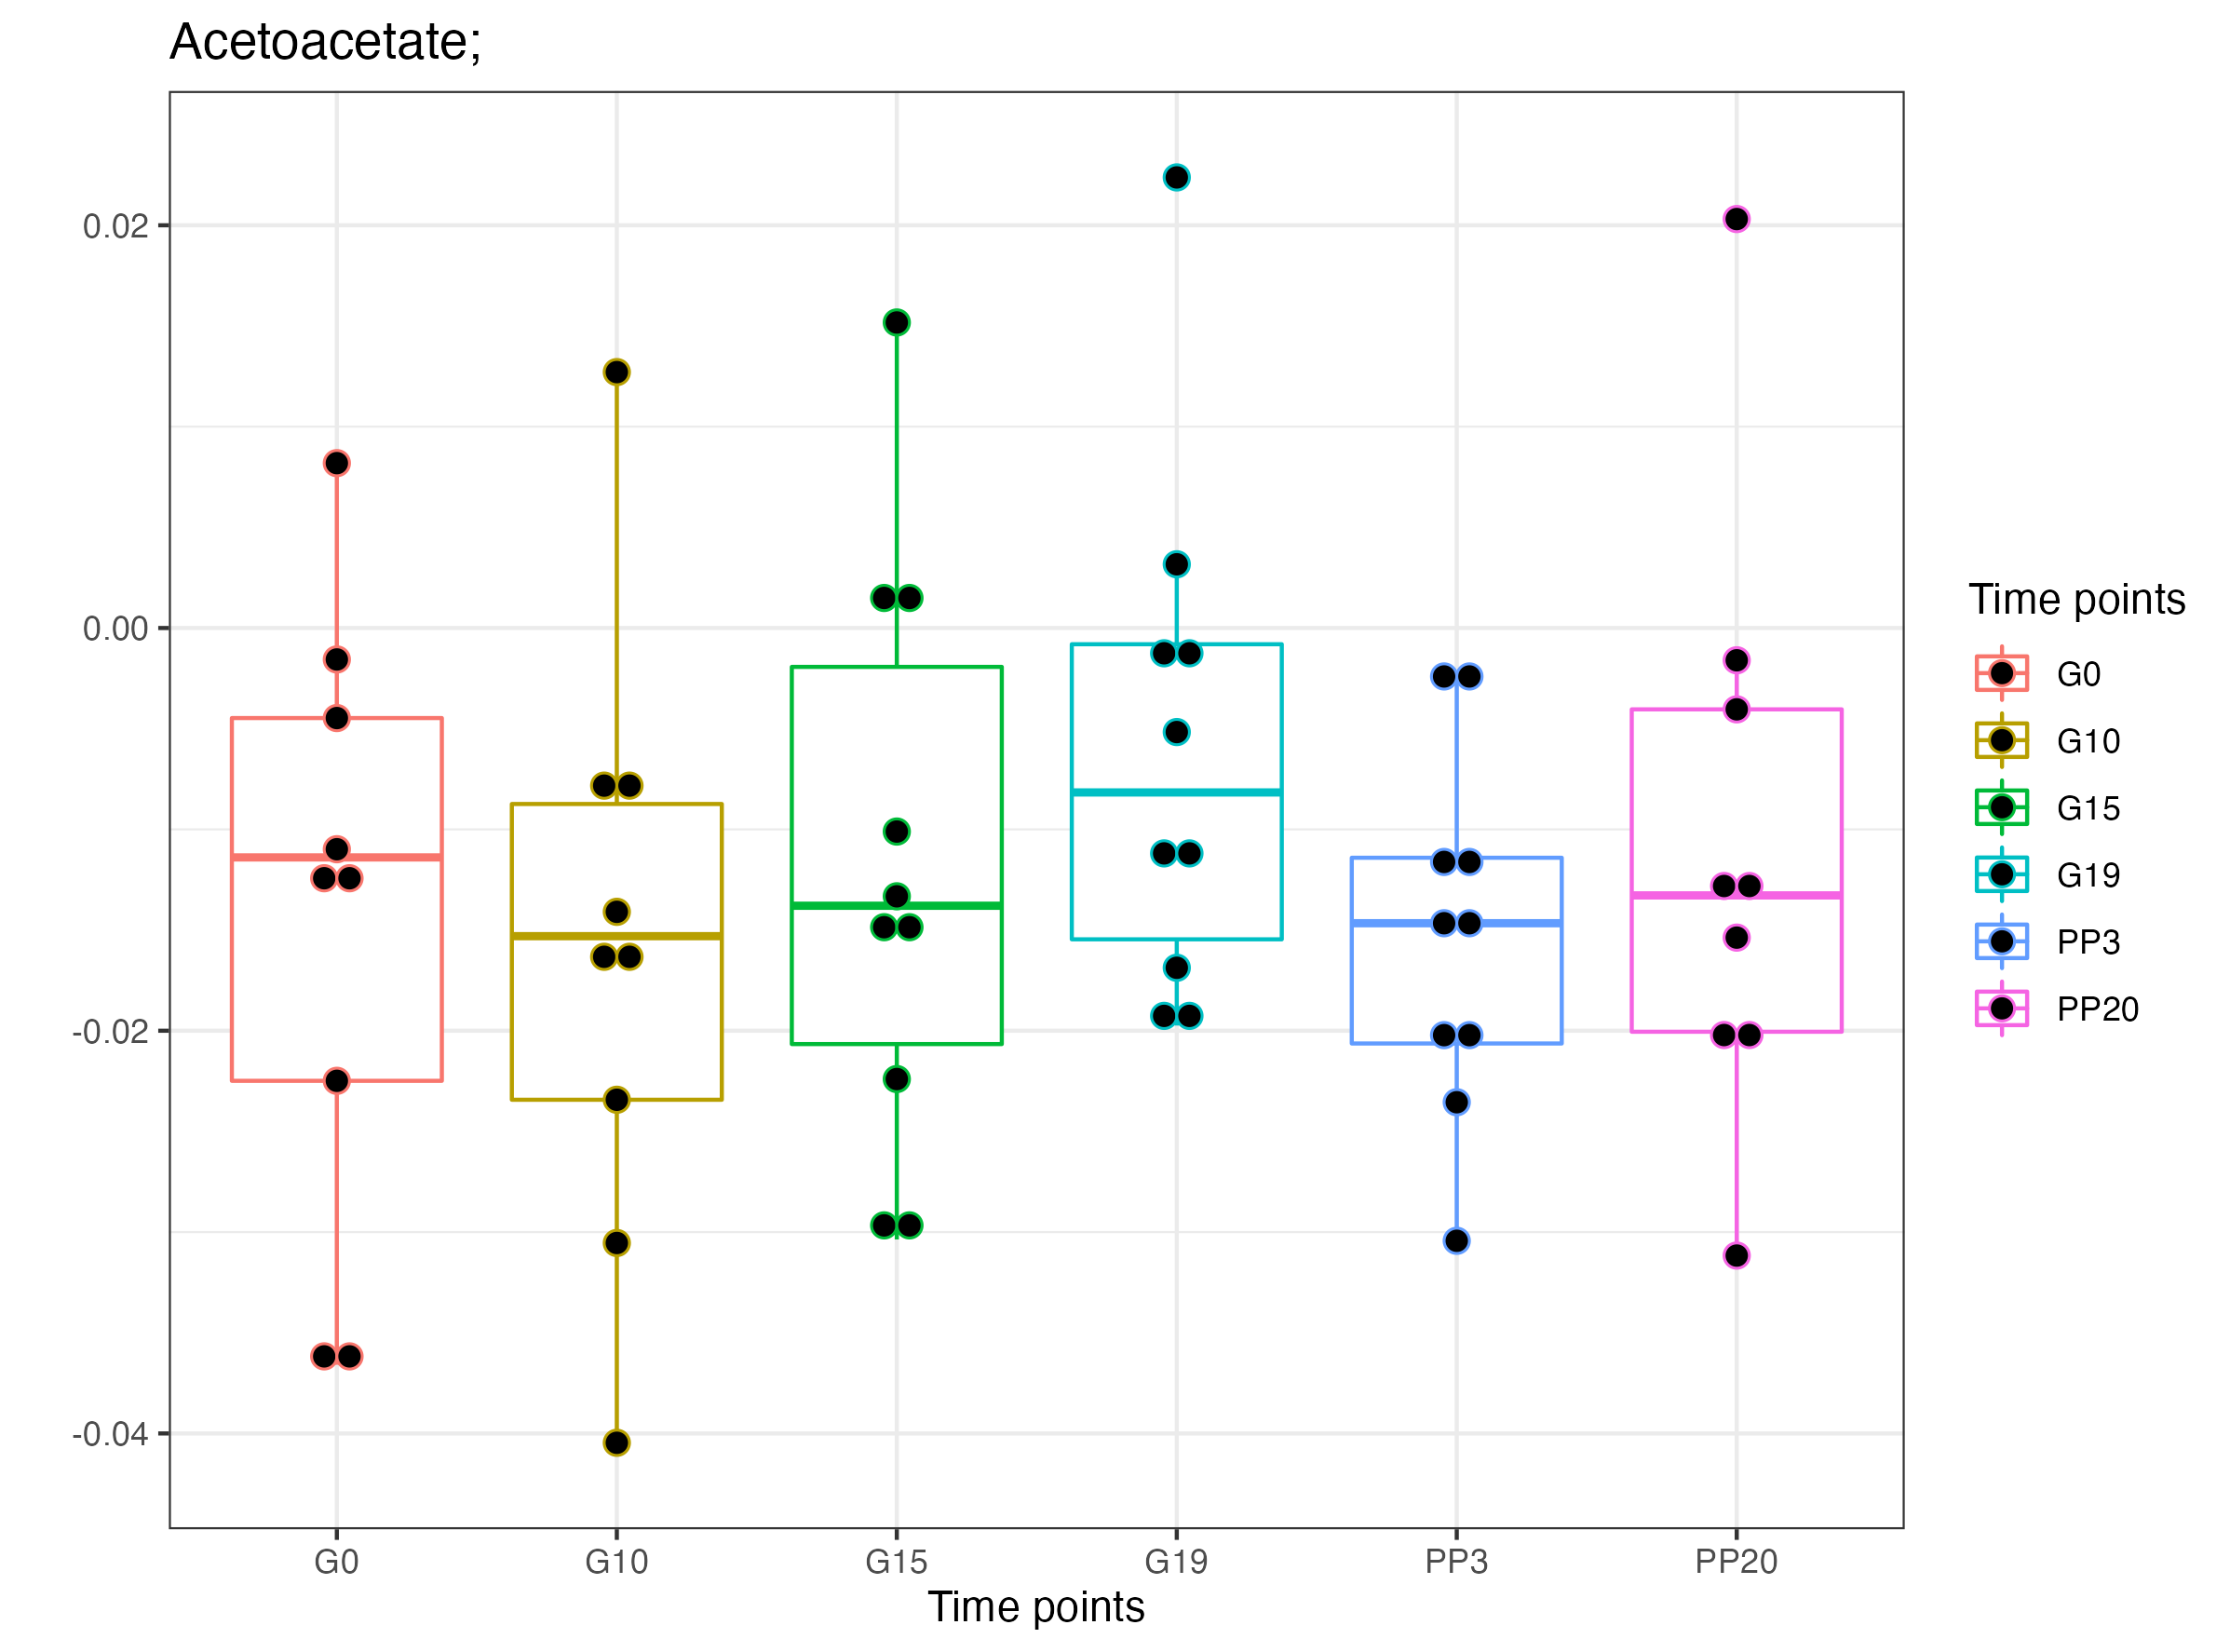 Acetoacetate;
0.02
0.00
-0.02
-0.04
G0 G10 G15 G19 PP3 PP20
Time points
Time points
G0
G10
G15
G19
PP3
PP20